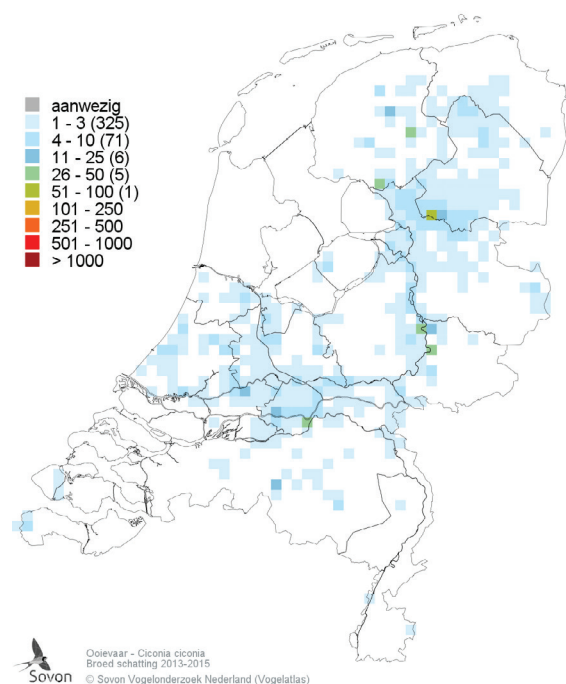 aanwezig
1 - 3 (325)
4 - 10 (71)
11 - 25 (6)
26 - 50 (5)
51 - 100 (1)
101 - 250
251 - 500
501 - 1000
> 1000
Ooievaar - Ciconia ciconia
Broed schatting 2013-2015
© Sovon Vogelonderzoek Nederland (Vogelatlas)
Sovon